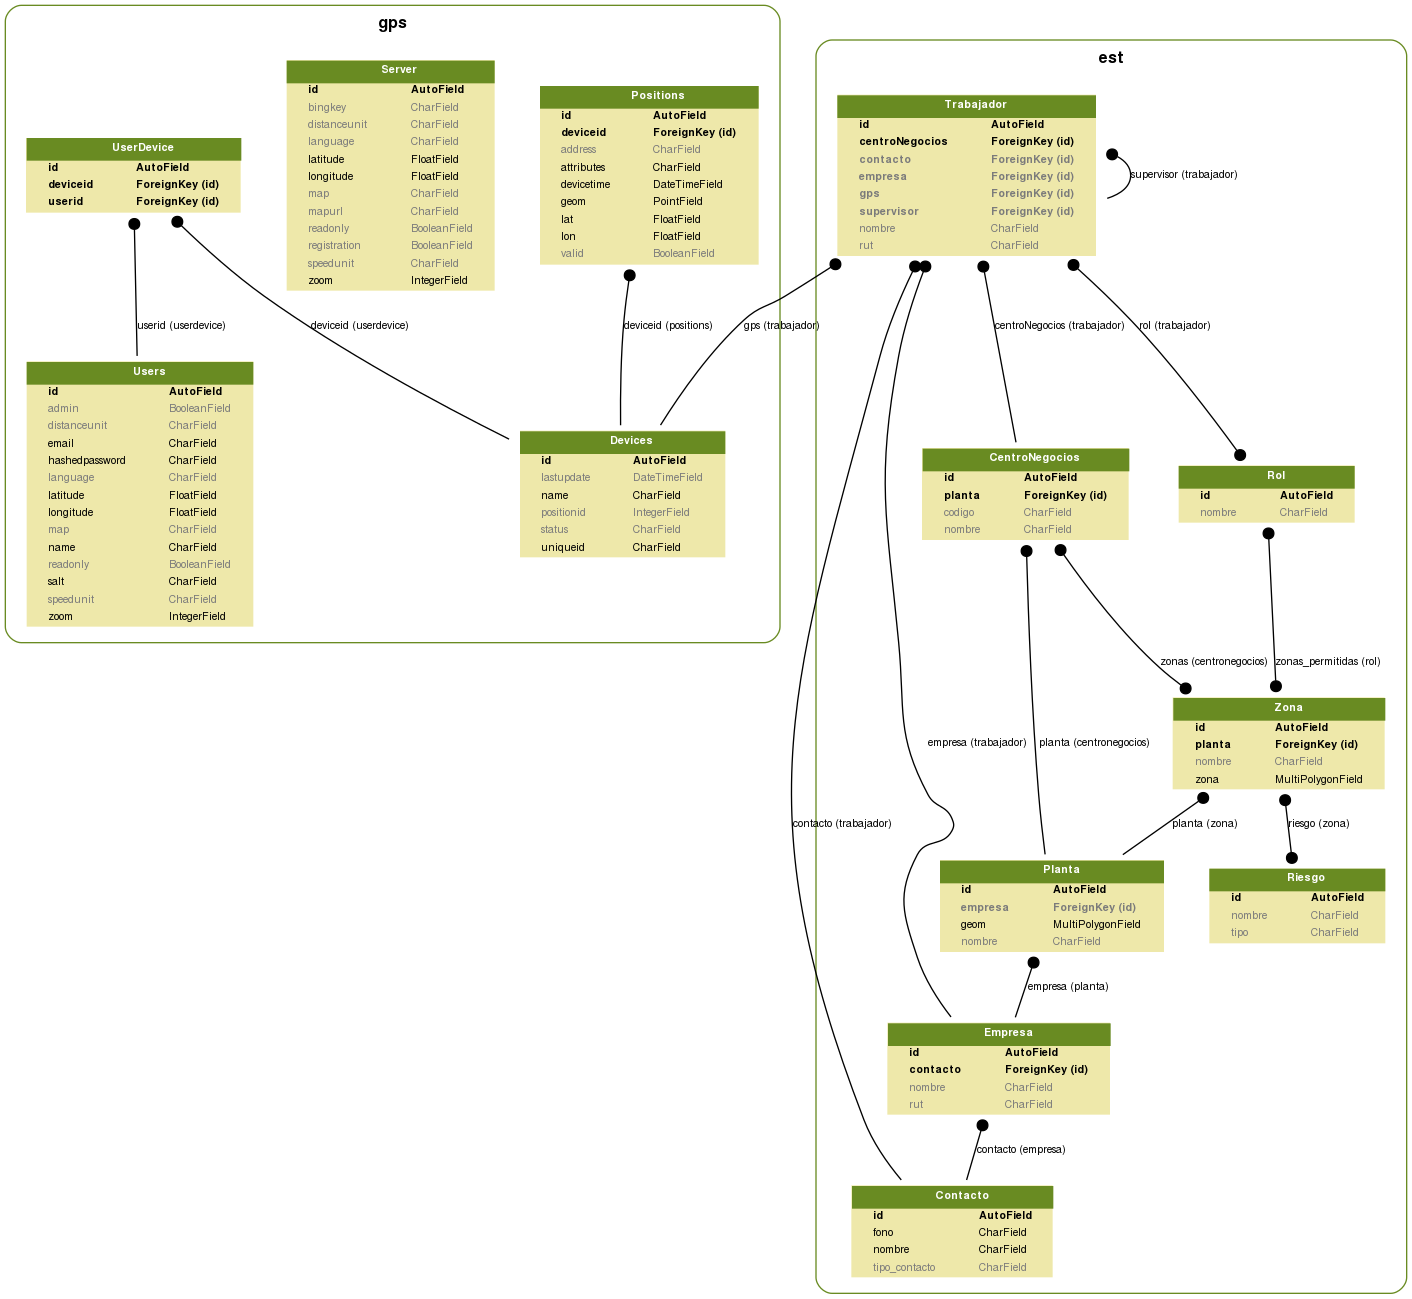 gps
Server
id AutoField
bingkey CharField
distanceunit CharField
language CharField
latitude FloatField
longitude FloatField
map CharField
mapurl CharField
readonly BooleanField
registration BooleanField
speedunit CharField
zoom IntegerField
Positions
id AutoField
deviceid ForeignKey (id)
address CharField
attributes CharField
devicetime DateTimeField
geom PointField
lat FloatField
lon FloatField
valid BooleanField
UserDevice
id AutoField
deviceid ForeignKey (id)
userid ForeignKey (id)
userid (userdevice)
deviceid (userdevice)
deviceid (positions)
gps (trabajador)
Users
id AutoField
admin BooleanField
distanceunit CharField
email CharField
hashedpassword CharField
language CharField
latitude FloatField
longitude FloatField
map CharField
name CharField
readonly BooleanField
salt CharField
speedunit CharField
zoom IntegerField
Devices
id AutoField
lastupdate DateTimeField
name CharField
positionid IntegerField
status CharField
uniqueid CharField
est
Trabajador
id AutoField
centroNegocios ForeignKey (id)
contacto ForeignKey (id)
empresa ForeignKey (id)
gps ForeignKey (id)
supervisor ForeignKey (id)
nombre CharField
rut CharField
supervisor (trabajador)
centroNegocios (trabajador)
rol (trabajador)
CentroNegocios
id AutoField
planta ForeignKey (id)
codigo CharField
nombre CharField
Rol
id AutoField
nombre CharField
zonas (centronegocios)
zonas_permitidas (rol)
Zona
id AutoField
planta ForeignKey (id)
nombre CharField
zona MultiPolygonField
empresa (trabajador)
planta (centronegocios)
contacto (trabajador)
planta (zona)
riesgo (zona)
Planta
id AutoField
empresa ForeignKey (id)
geom MultiPolygonField
nombre CharField
Riesgo
id AutoField
nombre CharField
tipo CharField
empresa (planta)
Empresa
id AutoField
contacto ForeignKey (id)
nombre CharField
rut CharField
contacto (empresa)
Contacto
id AutoField
fono CharField
nombre CharField
tipo_contacto CharField